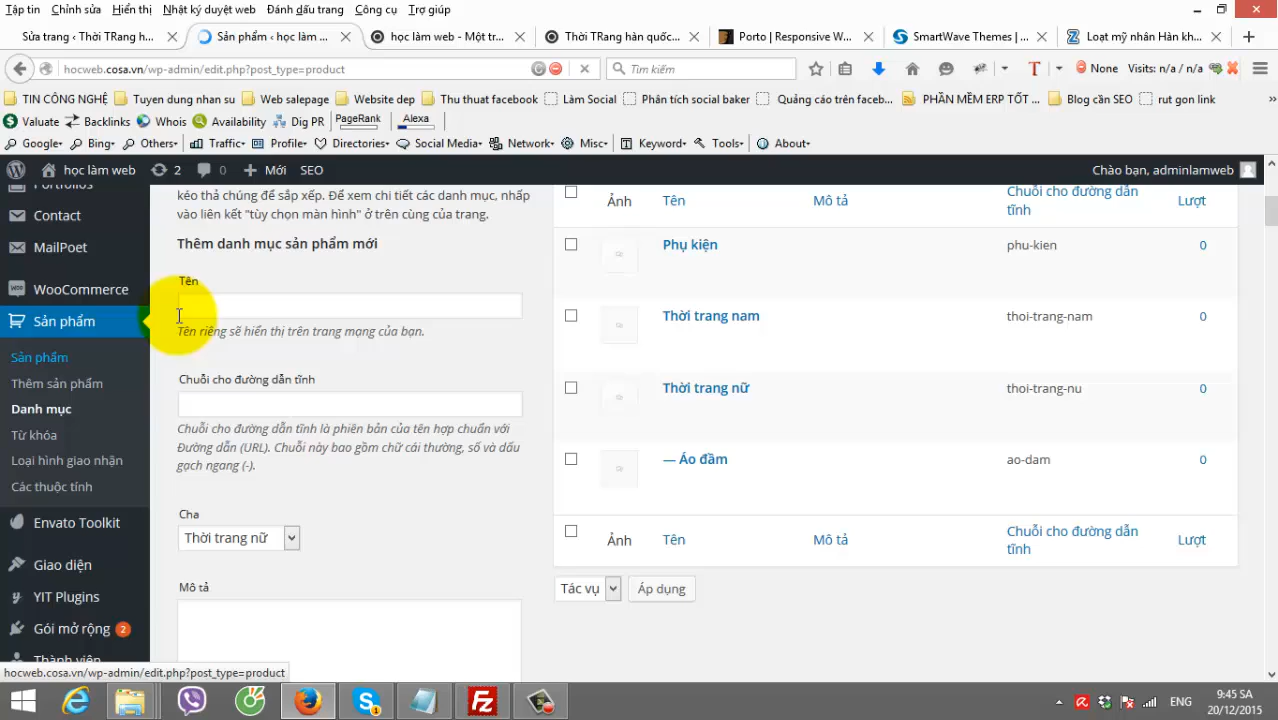 Tập tin Chỉnh sửa Hiển thị Nhật ký duyệt web Đánh dấu trang Công cụ Trợ giúp
Sửa trang ‹ Thời TRang h...
Sản phẩm ‹ học làm ...
học làm web - Một tr...
Thời TRang hàn quốc...
Porto | Responsive W...
SmartWave Themes | ...
Loạt mỹ nhân Hàn kh...
hocweb.cosa.vn/wp-admin/edit.php?post_type=product
Tìm kiếm
None Visits: n/a / n/a
TIN CÔNG NGHỆ Tuyen dung nhan su Web salepage Website dep Thu thuat facebook Làm Social Phân tích social baker Quảng cáo trên faceb... PHẦN MỀM ERP TỐT ... Blog cần SEO rut gon link
Valuate Backlinks Whois Availability Dig PR PageRank Alexa
Google Bing Others Traffic Profile Directories Social Media Network Misc Keyword Tools About
học làm web 2 0 Mới SEO
Chào bạn, adminlamweb
Portfolios
Contact
MailPoet
WooCommerce
Sản phẩm
Sản phẩm
Thêm sản phẩm
Danh mục
Từ khóa
Loại hình giao nhận
Các thuộc tính
Envato Toolkit
Giao diện
YIT Plugins
Gói mở rộng 2
Thành viên
kéo thả chúng để sắp xếp. Để xem chi tiết các danh mục, nhấp
vào liên kết "tùy chọn màn hình" ở trên cùng của trang.
Thêm danh mục sản phẩm mới
Tên
Tên riêng sẽ hiển thị trên trang mạng của bạn.
Chuỗi cho đường dẫn tĩnh
Chuỗi cho đường dẫn tĩnh là phiên bản của tên hợp chuẩn với
Đường dẫn (URL). Chuỗi này bao gồm chữ cái thường, số và dấu
gạch ngang (-).
Cha
Thời trang nữ
Mô tả
Ảnh Tên Mô tả Chuỗi cho đường dẫn
tĩnh Lượt
Phụ kiện phu-kien 0
Thời trang nam thoi-trang-nam 0
Thời trang nữ thoi-trang-nu 0
— Áo đầm ao-dam 0
Ảnh Tên Mô tả Chuỗi cho đường dẫn
tĩnh Lượt
Tác vụ Áp dụng
hocweb.cosa.vn/wp-admin/edit.php?post_type=product
ENG
9:45 SA
20/12/2015